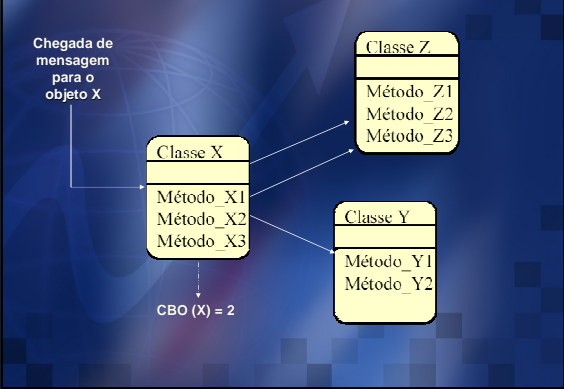 Chegada de
mensagem
para o
objeto X
Classe Z
Método_Z1
Método_Z2
Método_Z3
Classe X
Método_X1
Método_X2
Método_X3
Classe Y
Método_Y1
Método_Y2
CBO (X) = 2